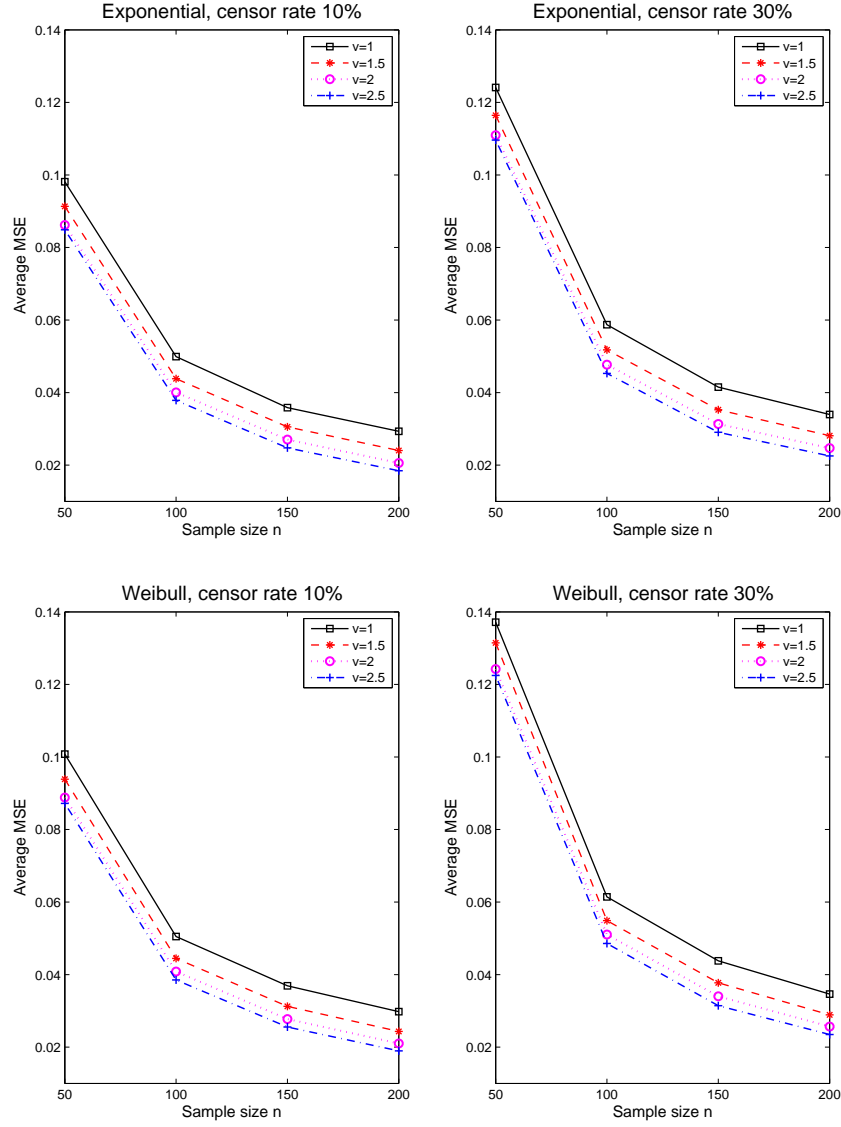 Exponential, censor rate 10%
0.14
0.12
0.1
0.08
0.06
0.04
0.02
Average MSE
50
100
150
200
Sample size n
v=1
v=1.5
v=2
v=2.5
Exponential, censor rate 30%
0.14
0.12
0.1
0.08
0.06
0.04
0.02
Average MSE
50
100
150
200
Sample size n
v=1
v=1.5
v=2
v=2.5
Weibull, censor rate 10%
0.14
0.12
0.1
0.08
0.06
0.04
0.02
Average MSE
50
100
150
200
Sample size n
v=1
v=1.5
v=2
v=2.5
Weibull, censor rate 30%
0.14
0.12
0.1
0.08
0.06
0.04
0.02
Average MSE
50
100
150
200
Sample size n
v=1
v=1.5
v=2
v=2.5